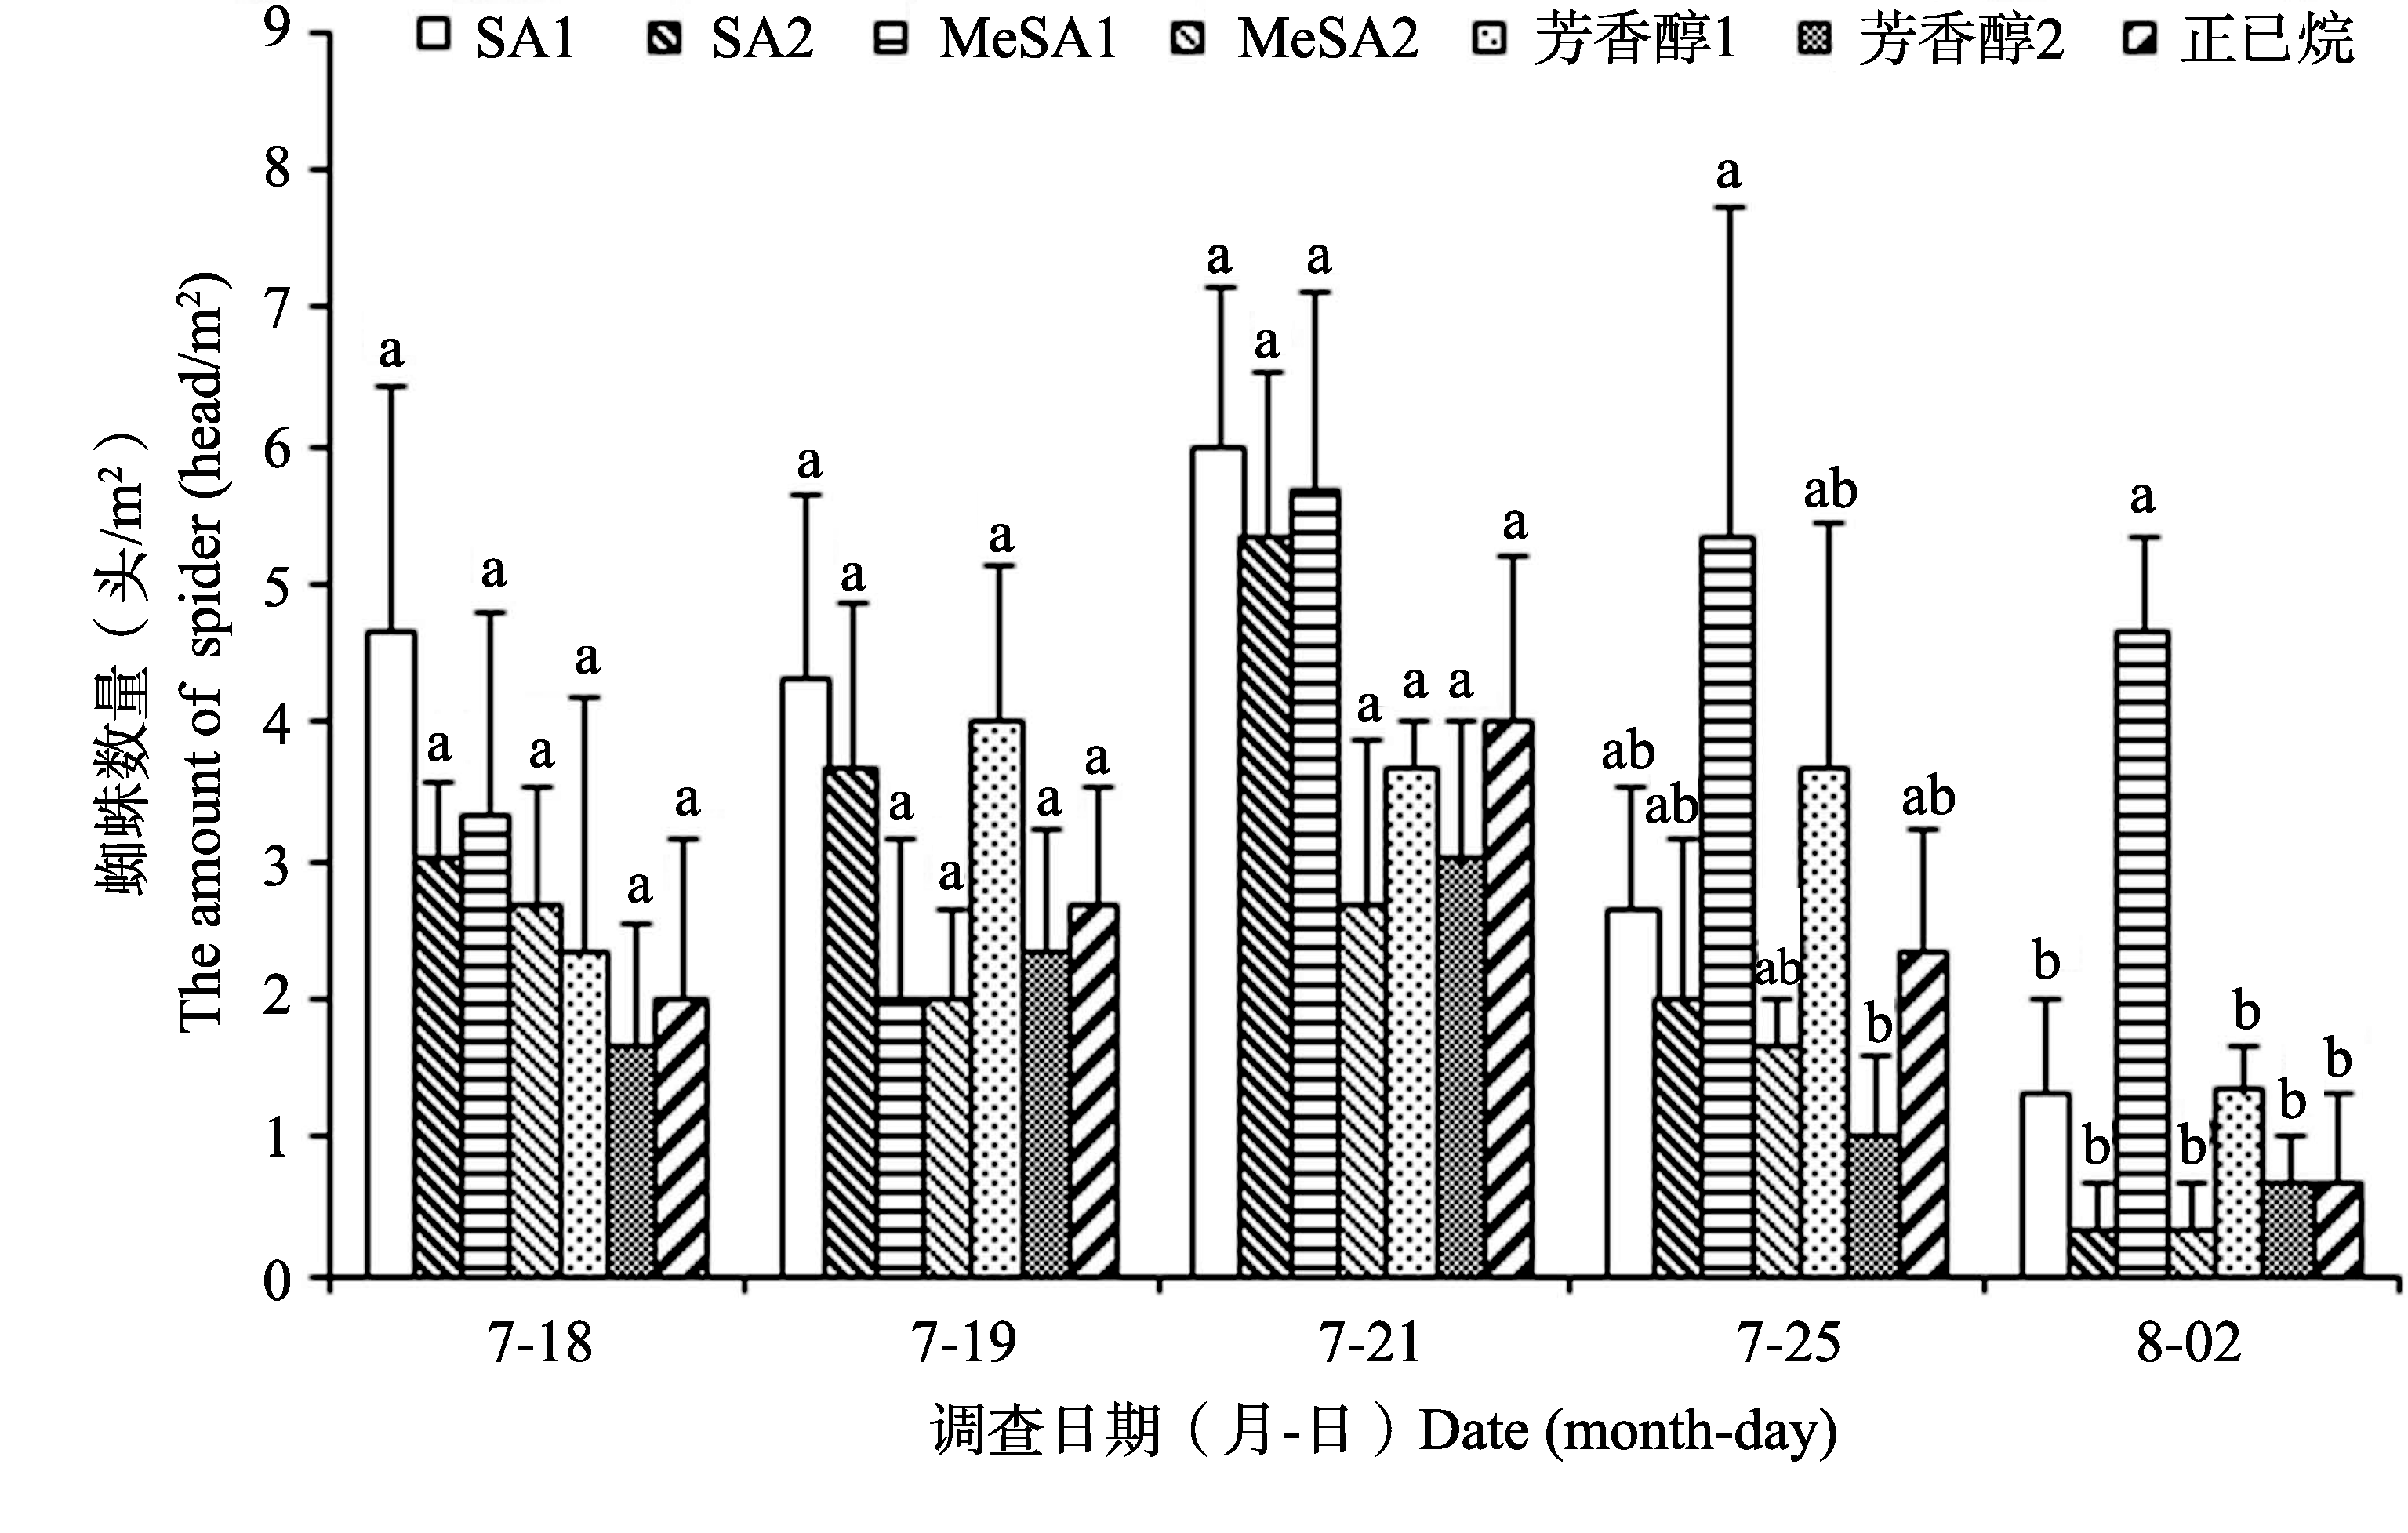 SA1 SA2 MeSA1 MeSA2 芳香醇1 芳香醇2 正已烷
蜘蛛数量（头/m²）
The amount of spider (head/m²)
9
8
7
6
5
4
3
2
1
0
a a a a a a a
a a a a a a a
a a a a a a a
ab ab a ab ab b ab
b b a b b b b
7-18 7-19 7-21 7-25 8-02
调查日期（月-日）Date (month-day)